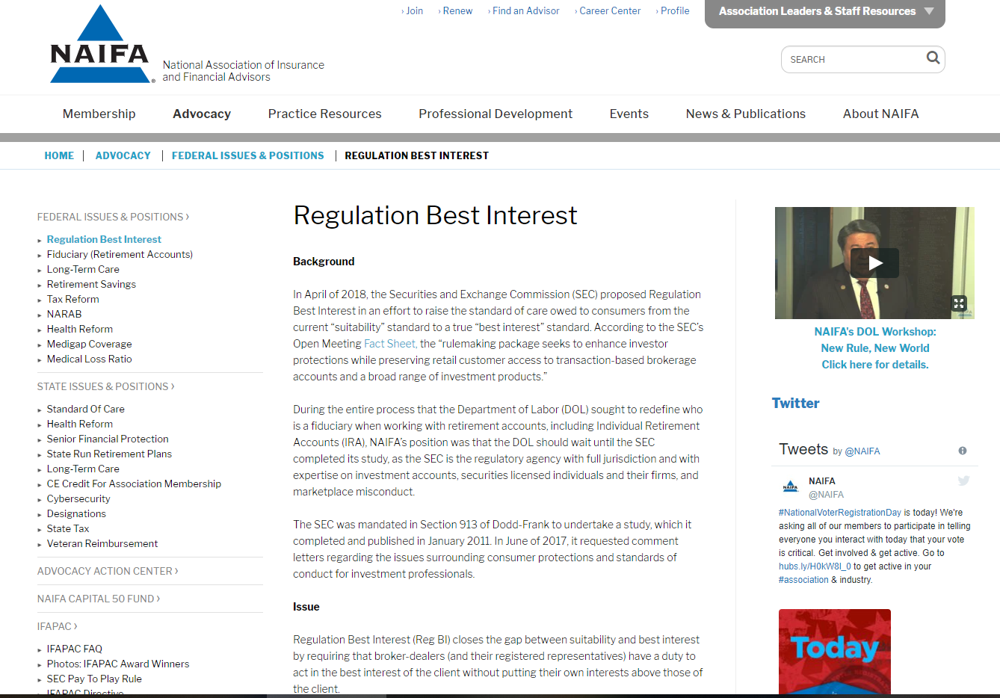 › Join › Renew › Find an Advisor › Career Center › Profile
Association Leaders & Staff Resources
NAIFA
®
National Association of Insurance
and Financial Advisors
SEARCH
Membership Advocacy Practice Resources Professional Development Events News & Publications About NAIFA
HOME | ADVOCACY | FEDERAL ISSUES & POSITIONS | REGULATION BEST INTEREST
FEDERAL ISSUES & POSITIONS ›
Regulation Best Interest
Fiduciary (Retirement Accounts)
Long-Term Care
Retirement Savings
Tax Reform
NARAB
Health Reform
Medigap Coverage
Medical Loss Ratio
STATE ISSUES & POSITIONS ›
Standard Of Care
Health Reform
Senior Financial Protection
State Run Retirement Plans
Long-Term Care
CE Credit For Association Membership
Cybersecurity
Designations
State Tax
Veteran Reimbursement
ADVOCACY ACTION CENTER ›
NAIFA CAPITAL 50 FUND ›
IFAPAC ›
IFAPAC FAQ
Photos: IFAPAC Award Winners
SEC Pay To Play Rule
IFAPAC Directive
Regulation Best Interest
Background
In April of 2018, the Securities and Exchange Commission (SEC) proposed Regulation
Best Interest in an effort to raise the standard of care owed to consumers from the
current “suitability” standard to a true “best interest” standard. According to the SEC’s
Open Meeting Fact Sheet, the “rulemaking package seeks to enhance investor
protections while preserving retail customer access to transaction-based brokerage
accounts and a broad range of investment products.”
During the entire process that the Department of Labor (DOL) sought to redefine who
is a fiduciary when working with retirement accounts, including Individual Retirement
Accounts (IRA), NAIFA’s position was that the DOL should wait until the SEC
completed its study, as the SEC is the regulatory agency with full jurisdiction and with
expertise on investment accounts, securities licensed individuals and their firms, and
marketplace misconduct.
The SEC was mandated in Section 913 of Dodd-Frank to undertake a study, which it
completed and published in January 2011. In June of 2017, it requested comment
letters regarding the issues surrounding consumer protections and standards of
conduct for investment professionals.
Issue
Regulation Best Interest (Reg BI) closes the gap between suitability and best interest
by requiring that broker-dealers (and their registered representatives) have a duty to
act in the best interest of the client without putting their own interests above those of
the client.
NAIFA's DOL Workshop:
New Rule, New World
Click here for details.
Twitter
Tweets by @NAIFA
NAIFA
NAIFA
@NAIFA
#NationalVoterRegistrationDay is today! We're
asking all of our members to participate in telling
everyone you interact with today that your vote
is critical. Get involved & get active. Go to
hubs.ly/H0kW8l_0 to get active in your
#association & industry.
Today